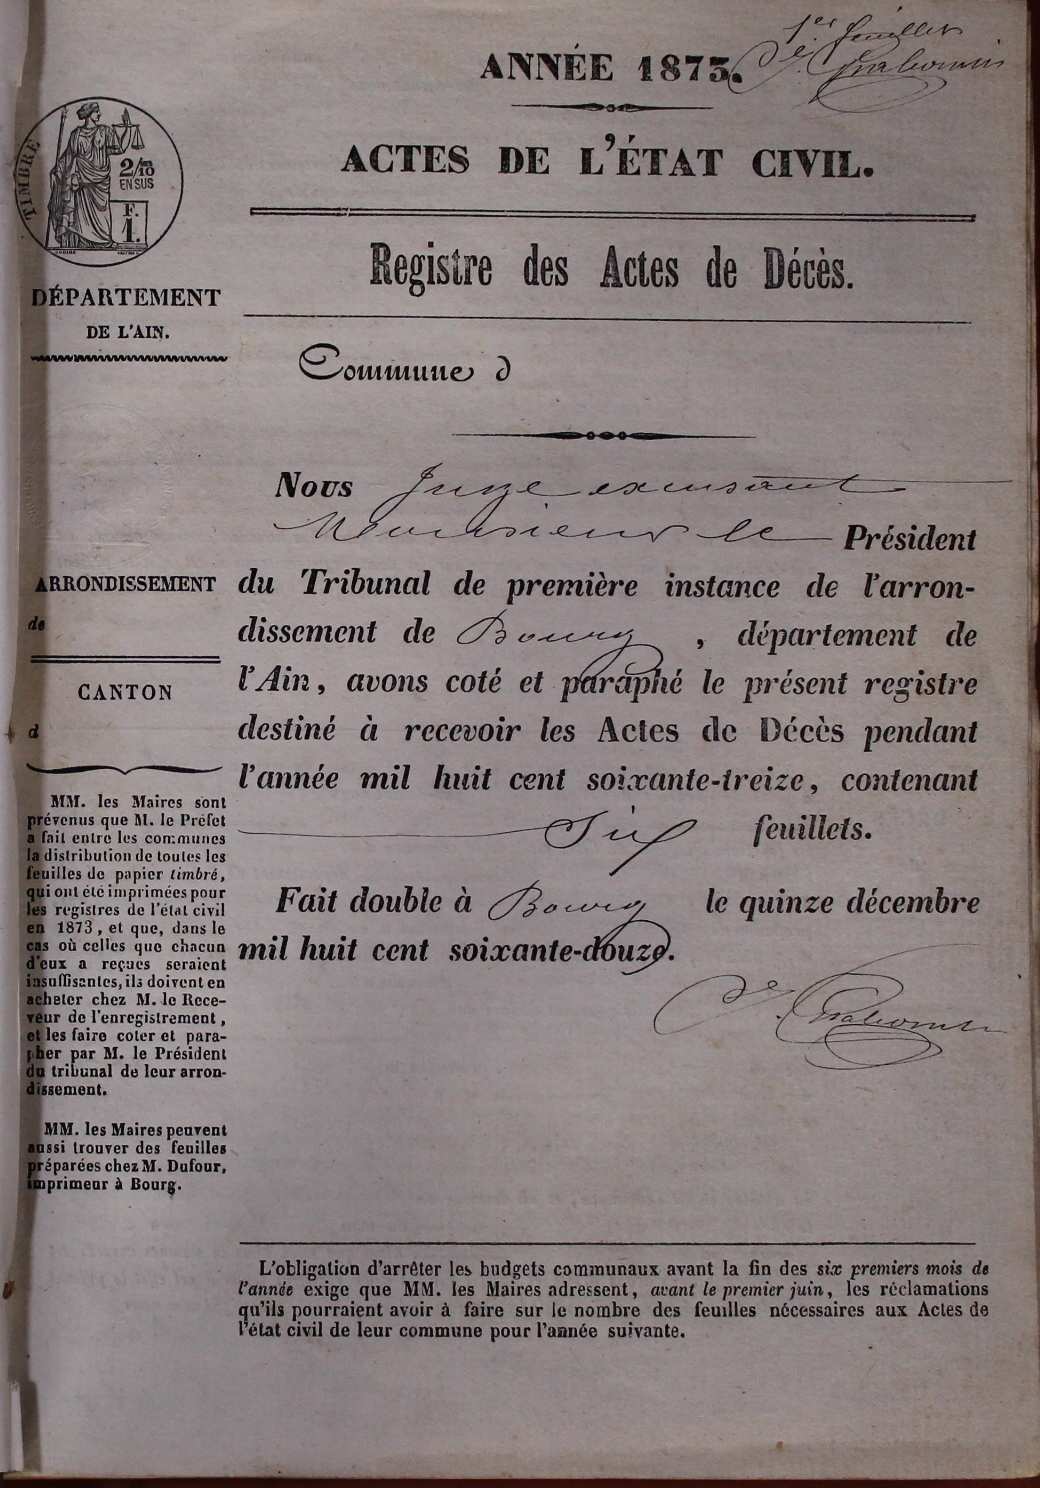 1er feuillet
ANNÉE 1873.
TIMBRE
2/10
EN SUS
F.
1.
ACTES DE L'ÉTAT CIVIL.
Registre des Actes de Décès.
DÉPARTEMENT
DE L'AIN.
Commune d
ARRONDISSEMENT
de
CANTON
d
MM. les Maires sont
prévenus que M. le Préfet
a fait entre les communes
la distribution de toutes les
feuilles de papier timbré,
qui ont été imprimées pour
les registres de l'état civil
en 1873, et que, dans le
cas où celles que chacun
d'eux a reçues seraient
insuffisantes, ils doivent en
acheter chez M. le Rece-
veur de l'enregistrement,
et les faire coter et para-
pher par M. le Président
du tribunal de leur arron-
dissement.
MM. les Maires peuvent
aussi trouver des feuilles
préparées chez M. Dufour,
imprimeur à Bourg.
Nous Juge excusant
Monsieur le Président
du Tribunal de première instance de l'arron-
dissement de Bourg, département de
l'Ain, avons coté et paraphé le présent registre
destiné à recevoir les Actes de Décès pendant
l'année mil huit cent soixante-treize, contenant
Six feuillets.
Fait double à Bourg le quinze décembre
mil huit cent soixante-douze.
L'obligation d'arrêter les budgets communaux avant la fin des six premiers mois de
l'année exige que MM. les Maires adressent, avant le premier juin, les réclamations
qu'ils pourraient avoir à faire sur le nombre des feuilles nécessaires aux Actes de
l'état civil de leur commune pour l'année suivante.